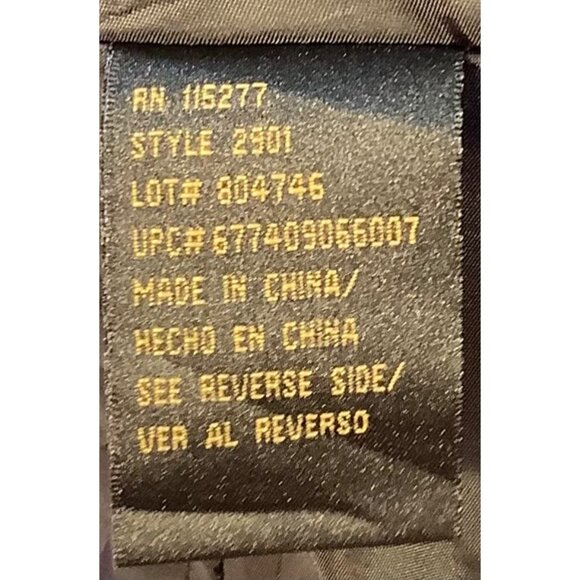 RN 115277
STYLE 2901
LOT# 804746
UPC# 677409066007
MADE IN CHINA/
HECHO EN CHINA
SEE REVERSE SIDE/
VER AL REVERSO